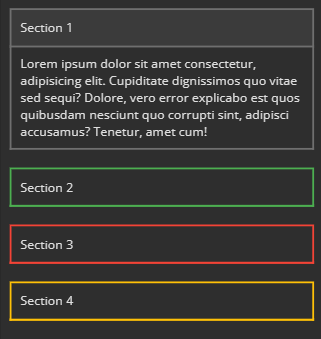 Section 1
Lorem ipsum dolor sit amet consectetur,
adipisicing elit. Cupiditate dignissimos quo vitae
sed sequi? Dolore, vero error explicabo est quos
quibusdam nesciunt quo corrupti sint, adipisci
accusamus? Tenetur, amet cum!
Section 2
Section 3
Section 4